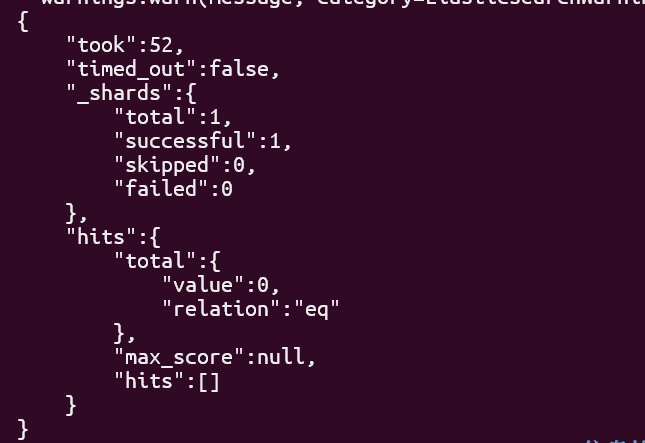 warnings.warn(message, category=ElasticsearchWarnin
{
    "took":52,
    "timed_out":false,
    "_shards":{
        "total":1,
        "successful":1,
        "skipped":0,
        "failed":0
    },
    "hits":{
        "total":{
            "value":0,
            "relation":"eq"
        },
        "max_score":null,
        "hits":[]
    }
}